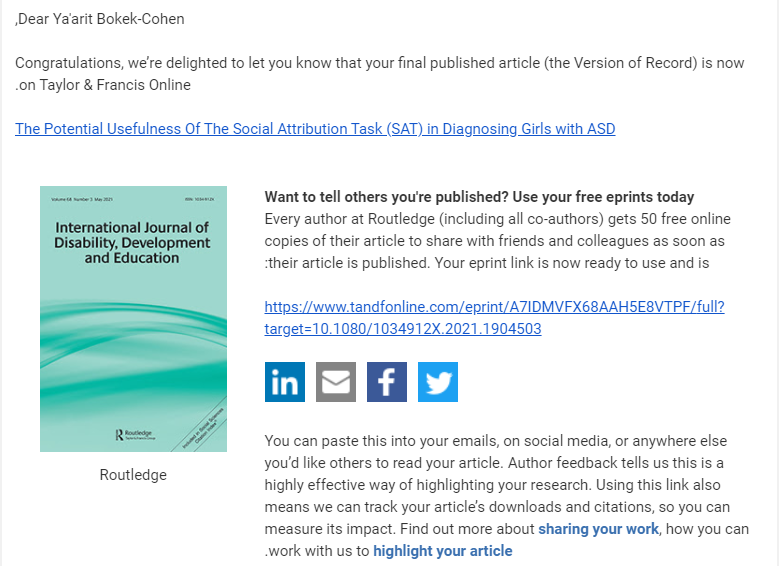 ,Dear Ya'arit Bokek-Cohen
Congratulations, we’re delighted to let you know that your final published article (the Version of Record) is now
.on Taylor & Francis Online
The Potential Usefulness Of The Social Attribution Task (SAT) in Diagnosing Girls with ASD
Volume 68 Number 3 May 2021 ISSN: 1034-912X
International Journal of
Disability, Development
and Education
Routledge
Taylor & Francis Group
Included in Social Sciences
Citation Index
Routledge
Want to tell others you're published? Use your free eprints today
Every author at Routledge (including all co-authors) gets 50 free online
copies of their article to share with friends and colleagues as soon as
:their article is published. Your eprint link is now ready to use and is
https://www.tandfonline.com/eprint/A7IDMVFX68AAH5E8VTPF/full?
target=10.1080/1034912X.2021.1904503
in
f
You can paste this into your emails, on social media, or anywhere else
you’d like others to read your article. Author feedback tells us this is a
highly effective way of highlighting your research. Using this link also
means we can track your article’s downloads and citations, so you can
measure its impact. Find out more about sharing your work, how you can
.work with us to highlight your article